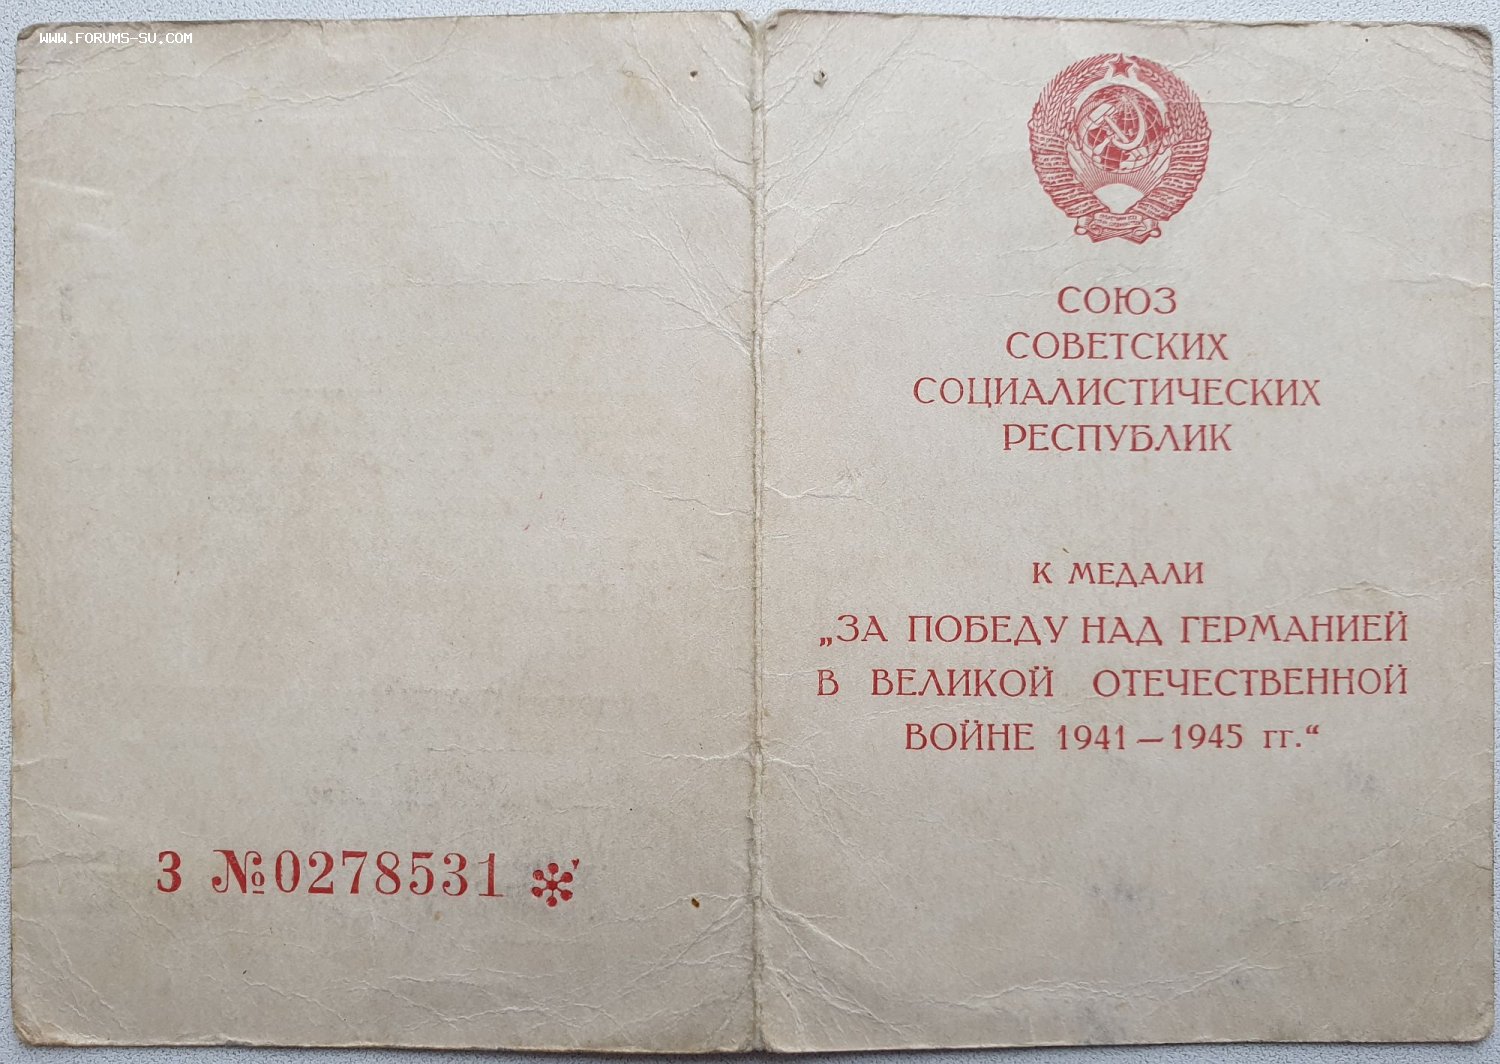 WWW.FORUMS-SU.COM
З №0278531
СОЮЗ
СОВЕТСКИХ
СОЦИАЛИСТИЧЕСКИХ
РЕСПУБЛИК
К МЕДАЛИ
„ЗА ПОБЕДУ НАД ГЕРМАНИЕЙ
В ВЕЛИКОЙ ОТЕЧЕСТВЕННОЙ
ВОЙНЕ 1941—1945 гг.“